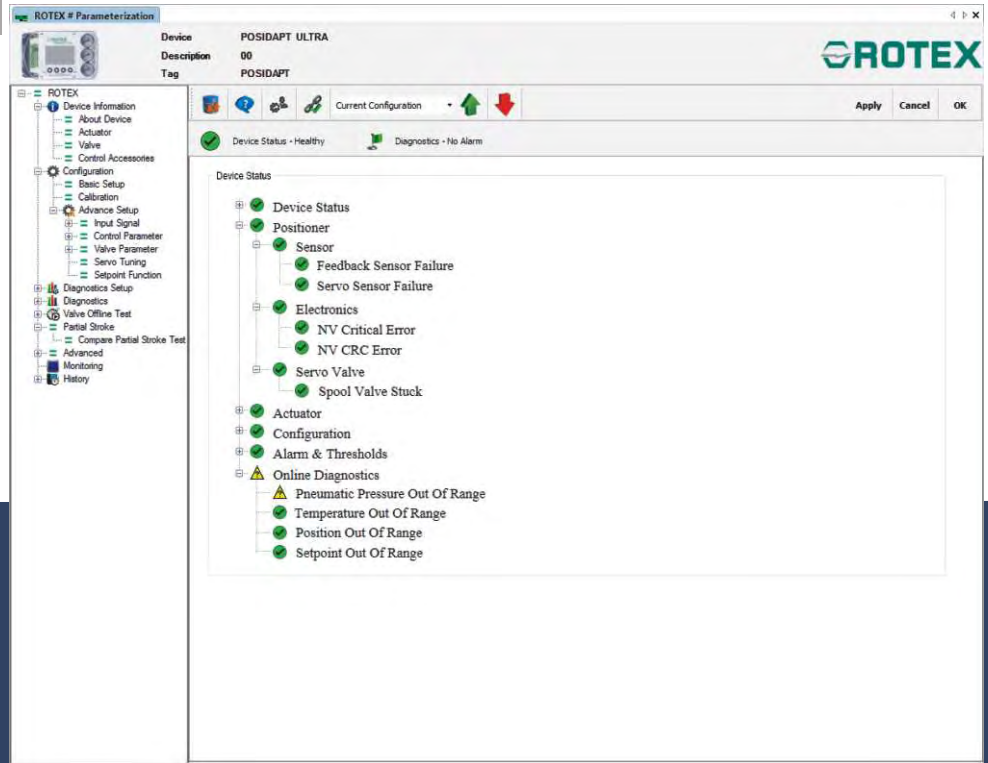 ROTEX # Parameterization
Device POSIDAPT ULTRA
Description 00
Tag POSIDAPT
ROTEX
ROTEX
Device Information
About Device
Actuator
Valve
Control Accessories
Configuration
Basic Setup
Calibration
Advance Setup
Input Signal
Control Parameter
Valve Parameter
Servo Tuning
Setpoint Function
Diagnostics Setup
Diagnostics
Valve Offline Test
Partial Stroke
Compare Partial Stroke Test
Advanced
Monitoring
History
Current Configuration
Apply Cancel OK
Device Status - Healthy Diagnostics - No Alarm
Device Status
Device Status
Positioner
Sensor
Feedback Sensor Failure
Servo Sensor Failure
Electronics
NV Critical Error
NV CRC Error
Servo Valve
Spool Valve Stuck
Actuator
Configuration
Alarm & Thresholds
Online Diagnostics
Pneumatic Pressure Out Of Range
Temperature Out Of Range
Position Out Of Range
Setpoint Out Of Range